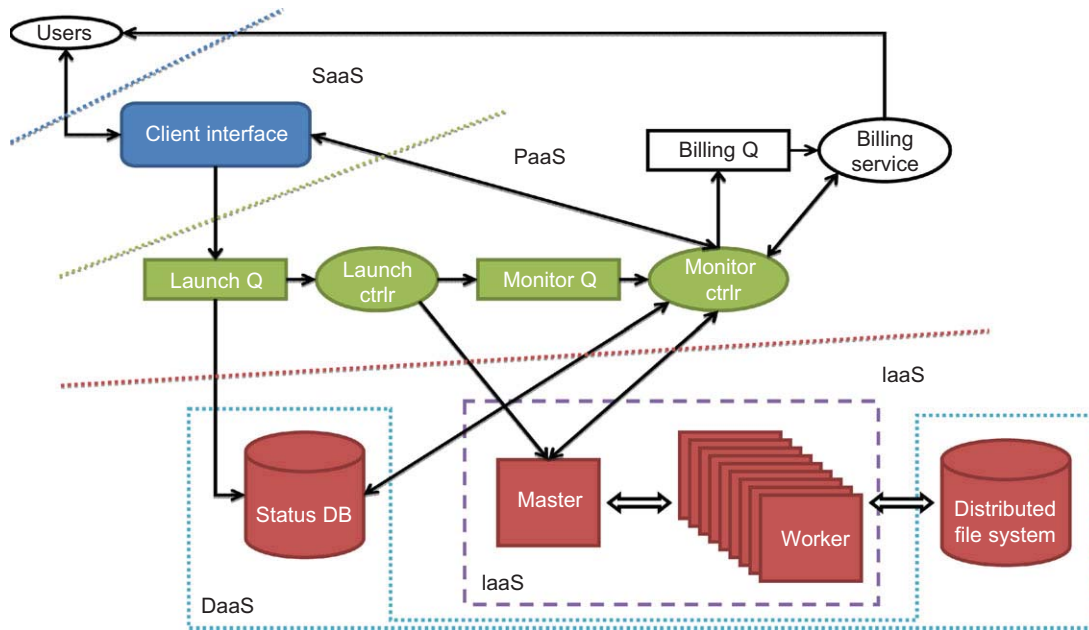 Users
SaaS
Client interface
PaaS
Billing Q
Billing
service
Launch Q
Launch
ctrlr
Monitor Q
Monitor
ctrlr
IaaS
Status DB
Master
Worker
Distributed
file system
DaaS
IaaS